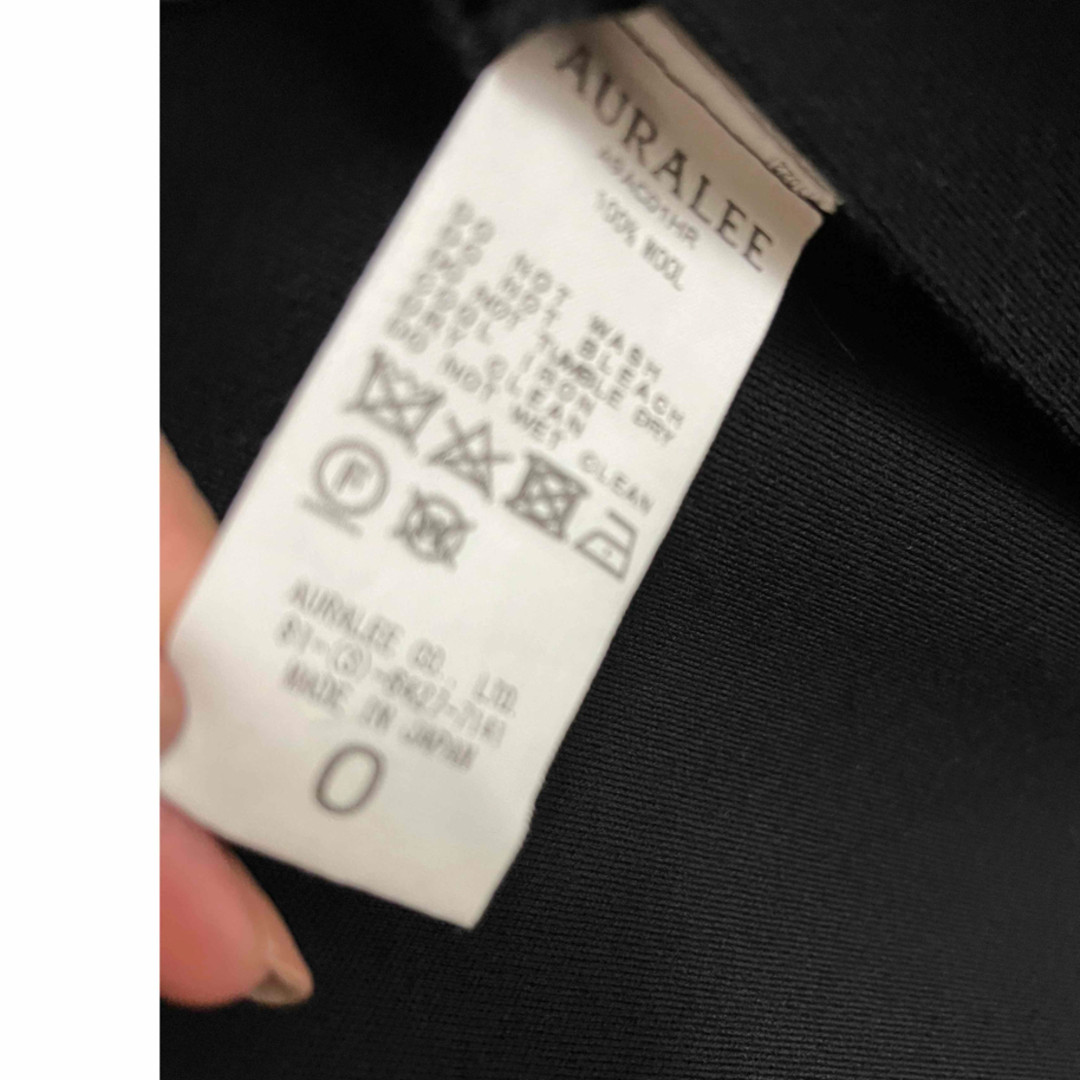 AURALEE
100% WOOL
DO NOT WASH
DO NOT BLEACH
DO NOT TUMBLE DRY
COOL IRON
DRY CLEAN
DO NOT WET CLEAN
F
W
AURALEE CO., LTD.
81-(3)-6427-7141
MADE IN JAPAN
0